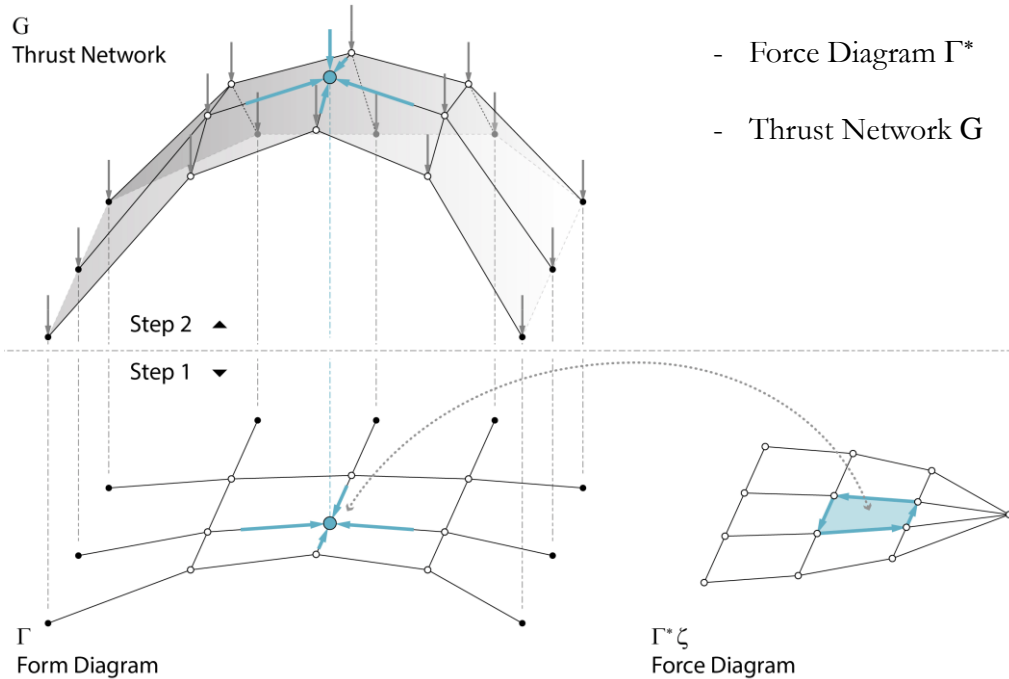 G
Thrust Network
- Force Diagram Γ*
- Thrust Network G
Step 2 ▲
Step 1 ▼
Γ
Form Diagram
Γ* ζ
Force Diagram